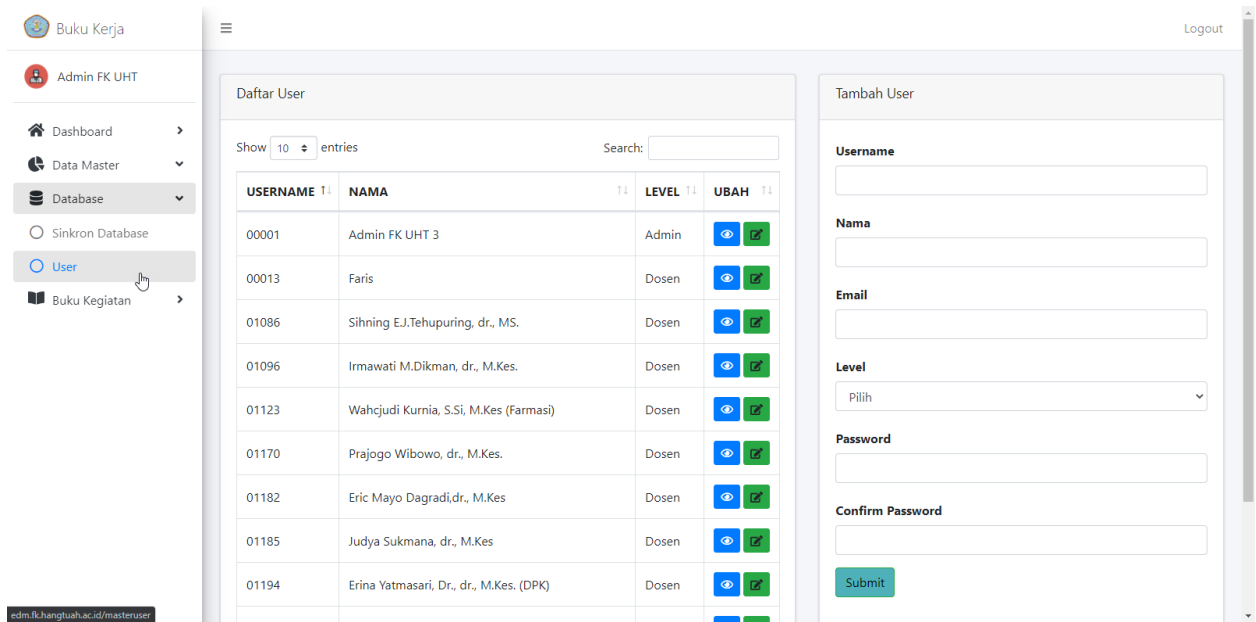 Buku Kerja
Logout
Admin FK UHT
Dashboard
Data Master
Database
Sinkron Database
User
Buku Kegiatan
Daftar User
Show 10 entries
Search:
USERNAME NAMA LEVEL UBAH
00001 Admin FK UHT 3 Admin
00013 Faris Dosen
01086 Sihning E.J.Tehupuring, dr., MS. Dosen
01096 Irmawati M.Dikman, dr., M.Kes. Dosen
01123 Wahcjudi Kurnia, S.Si, M.Kes (Farmasi) Dosen
01170 Prajogo Wibowo, dr., M.Kes. Dosen
01182 Eric Mayo Dagradi,dr., M.Kes Dosen
01185 Judya Sukmana, dr., M.Kes Dosen
01194 Erina Yatmasari, Dr., dr., M.Kes. (DPK) Dosen
Tambah User
Username
Nama
Email
Level
Pilih
Password
Confirm Password
Submit
edm.fk.hangtuah.ac.id/masteruser